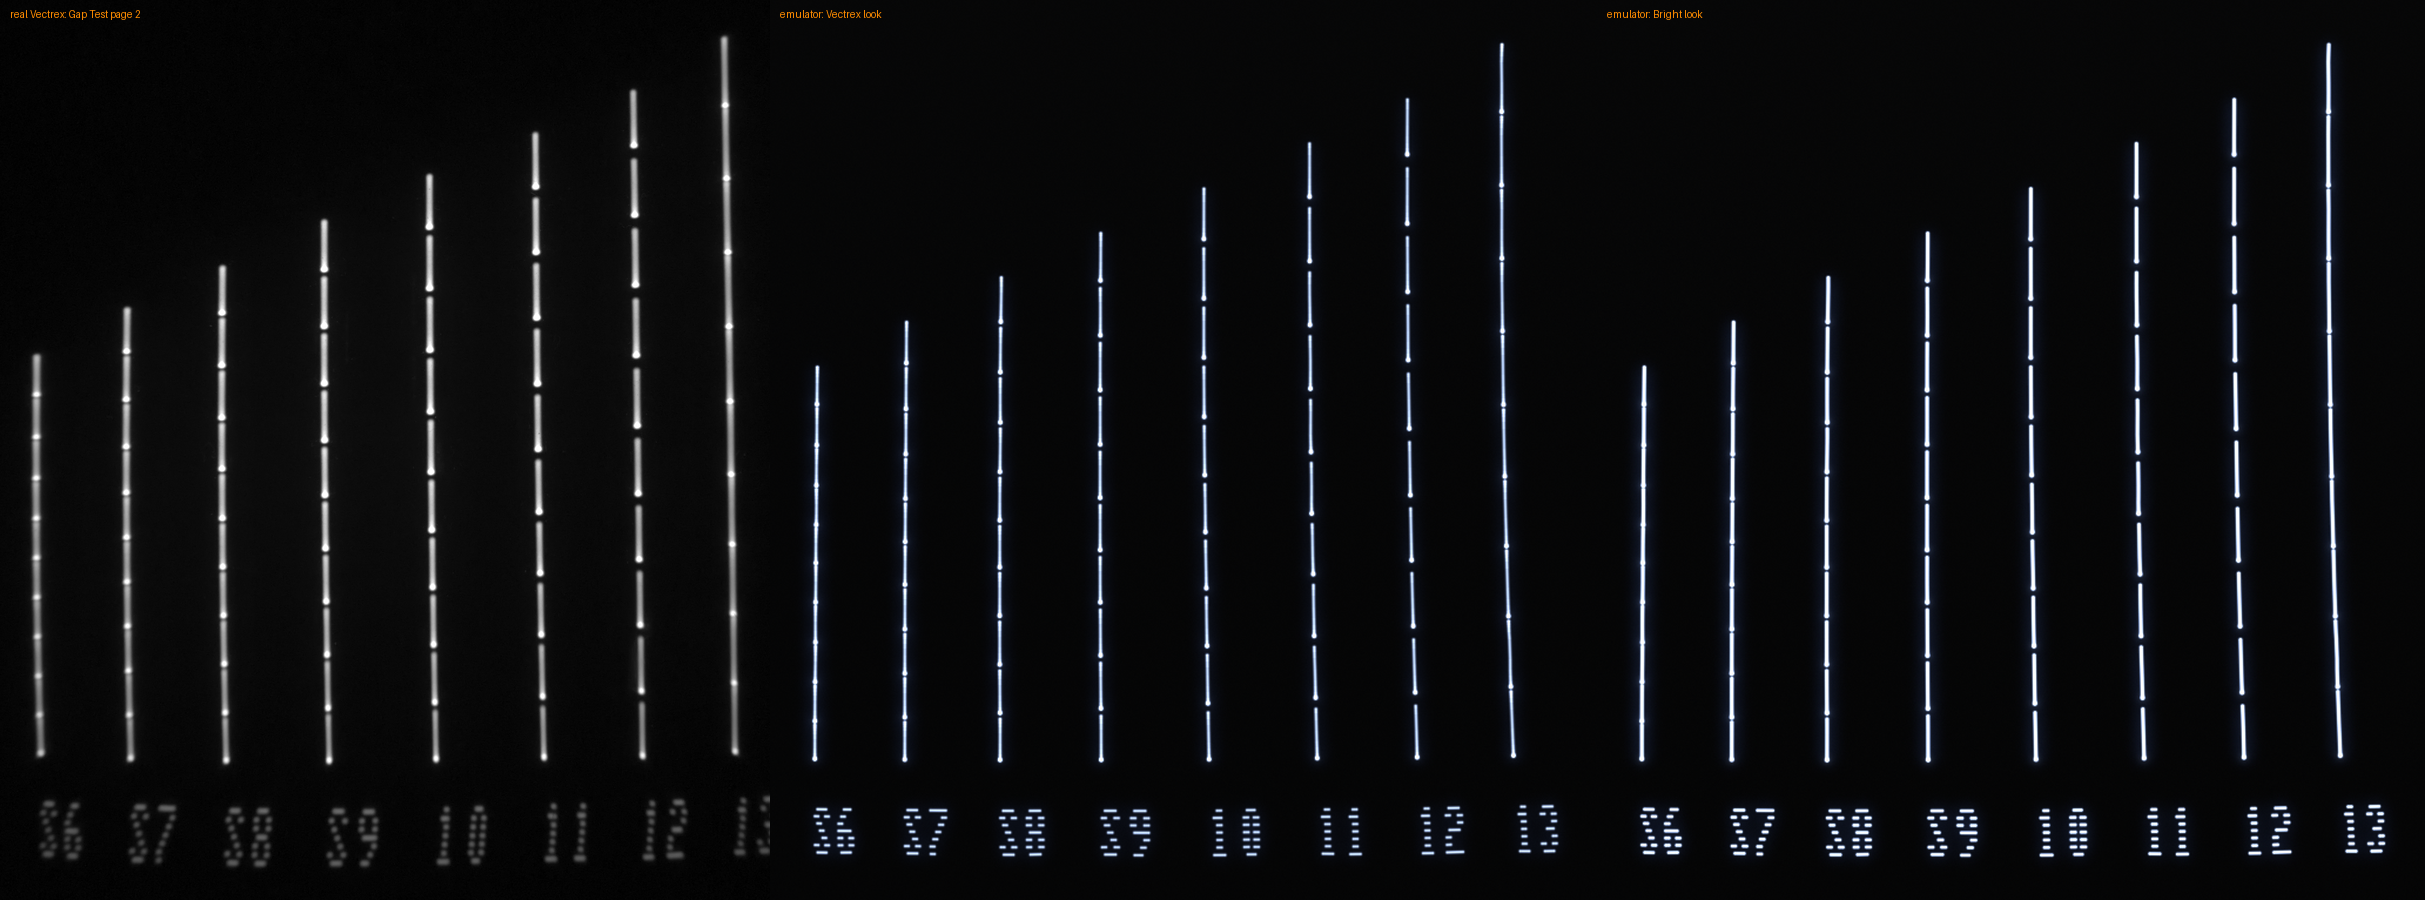 real Vectrex: Gap Test page 2
emulator: Vectrex look
emulator: Bright look
S6 S7 S8 S9 10 11 12 13
S6 S7 S8 S9 10 11 12 13
S6 S7 S8 S9 10 11 12 13